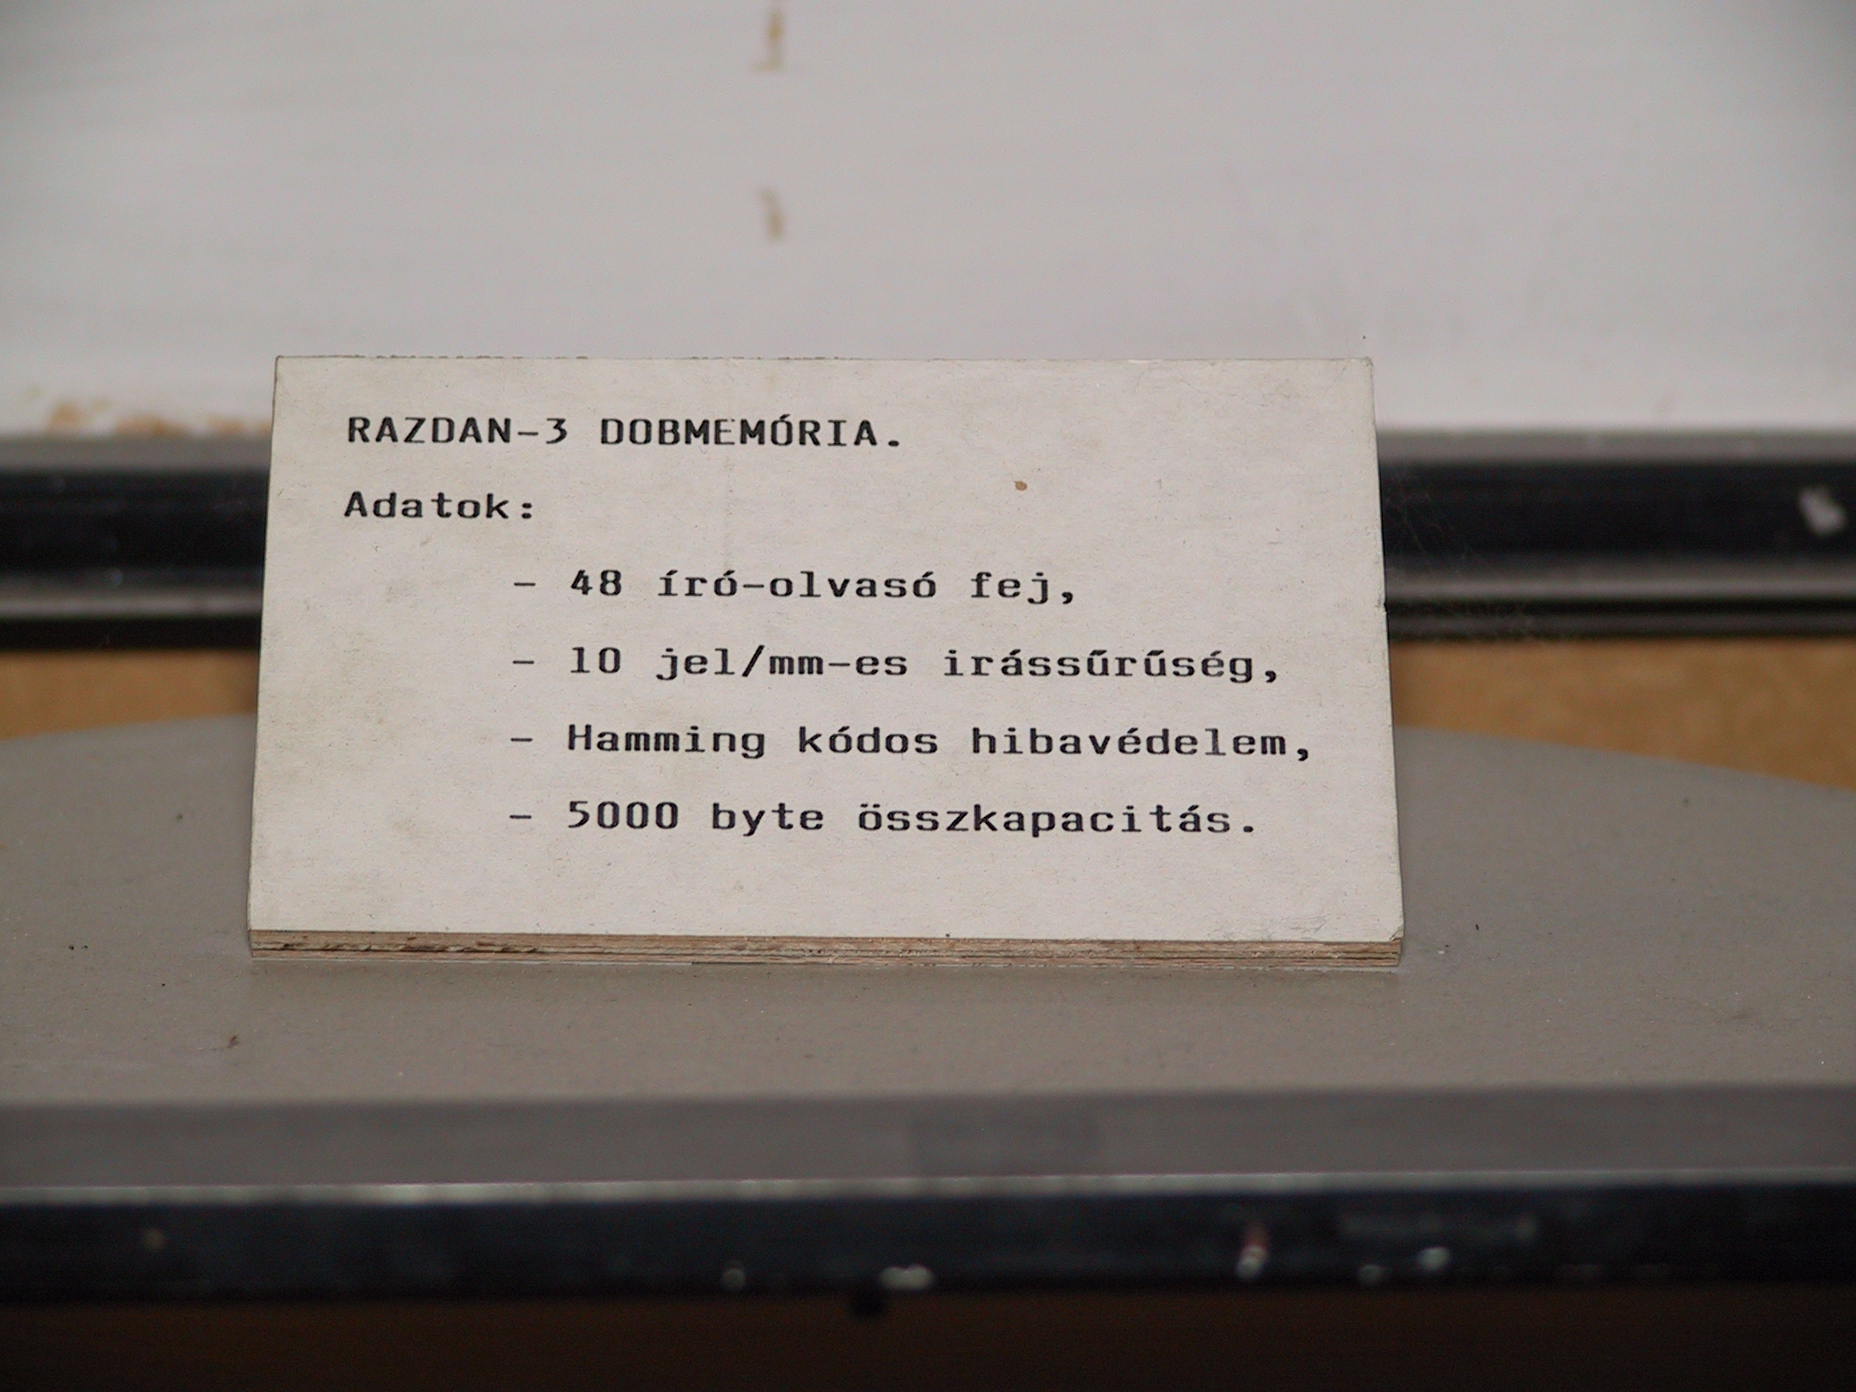 RAZDAN-3 DOBMEMÓRIA.
Adatok:
- 48 író-olvasó fej,
- 10 jel/mm-es irássűrűség,
- Hamming kódos hibavédelem,
- 5000 byte összkapacitás.